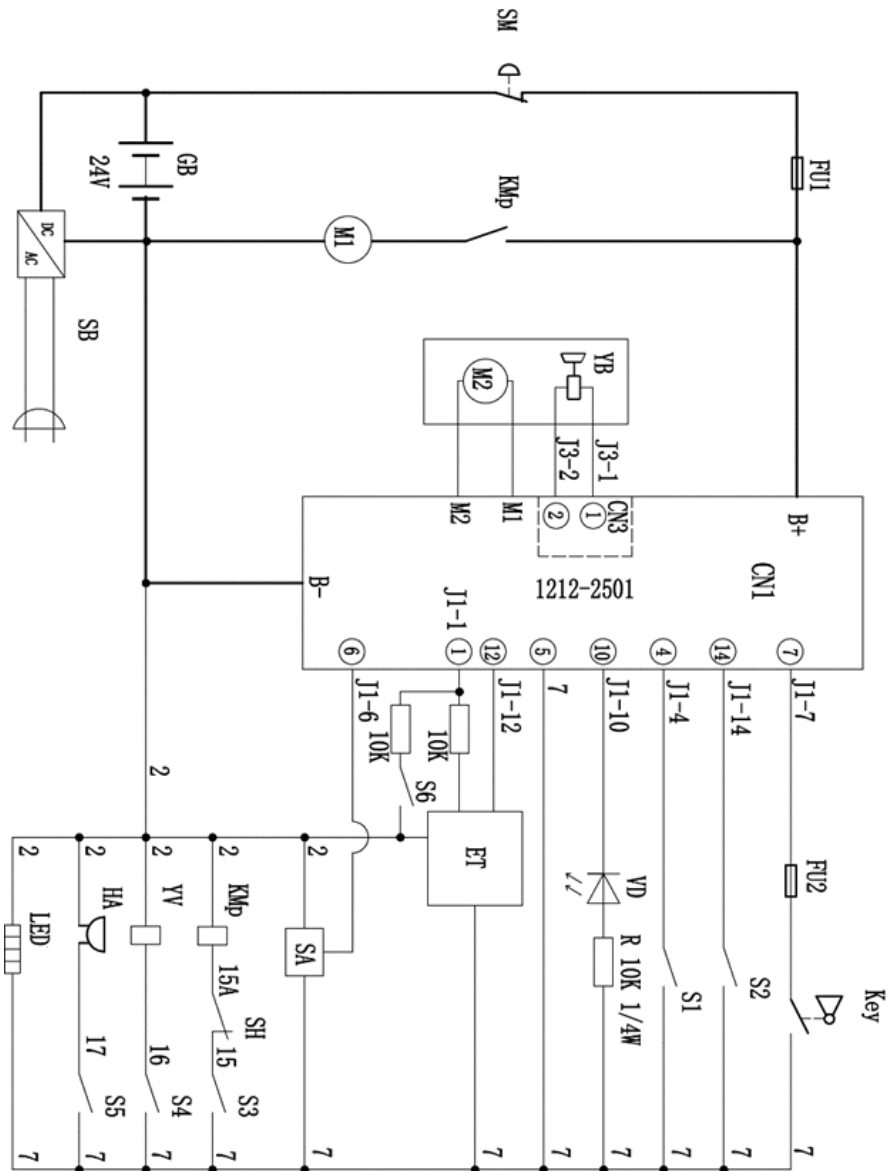 SM
FU1
KMp
GB
24V
M1
DC
AC
SB
YB
M2
J3-1
J3-2
M2
M1
2
1
CN3
B+
B-
1212-2501
CN1
J1-1
6
1
12
5
10
4
14
7
J1-6
J1-12
7
J1-10
J1-4
J1-14
J1-7
10K
10K
S6
ET
2
2
2
2
2
2
LED
HA
YV
KMp
SA
VD
R 10K 1/4W
S1
S2
FU2
Key
15A
SH
15
16
17
S5
S4
S3
7
7
7
7
7
7
7
7
7
7